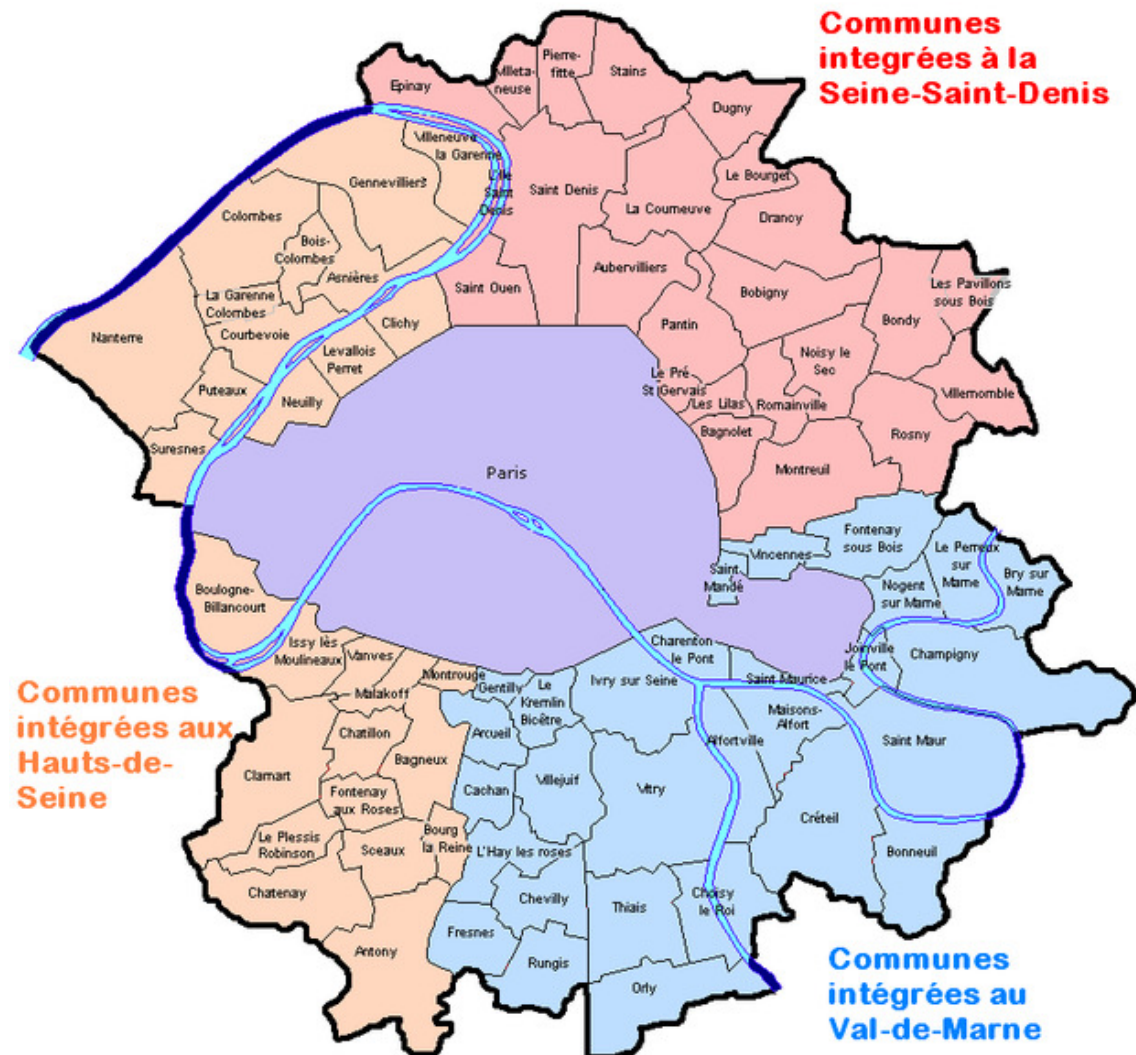 Communes
integrées à la
Seine-Saint-Denis
Epinay
Villeta-
neuse
Pierre-
fitte
Stains
Dugny
Villeneuve
la Garenne
L'Ile
Saint
Denis
Gennevilliers
Saint Denis
Le Bourget
La Courneuve
Drancy
Colombes
Bois-
Colombes
Asnières
Aubervilliers
Bobigny
Les Pavillons
sous Bois
Bondy
La Garenne
Colombes
Saint Ouen
Clichy
Courbevoie
Nanterre
Levallois
Perret
Pantin
Noisy le
Sec
Le Pré
St Gervais
Puteaux
Neuilly
Les Lilas
Romainville
Villemomble
Bagnolet
Rosny
Suresnes
Montreuil
Paris
Fontenay
sous Bois
Vincennes
Le Perreux
sur
Marne
Bry sur
Marne
Saint
Mandé
Nogent
sur Marne
Boulogne-
Billancourt
Issy lès
Moulineaux
Vanves
Charenton
le Pont
Joinville
le Pont
Champigny
Malakoff
Montrouge
Gentilly
Le
Kremlin
Bicêtre
Ivry sur Seine
Saint Maurice
Maisons-
Alfort
Communes
intégrées aux
Hauts-de-
Seine
Chatillon
Arcueil
Alfortville
Saint Maur
Clamart
Bagneux
Cachan
Villejuif
Vitry
Fontenay
aux Roses
Créteil
Le Plessis
Robinson
Sceaux
Bourg
la Reine
L'Hay les roses
Bonneuil
Chatenay
Chevilly
Thiais
Choisy
le Roi
Antony
Fresnes
Rungis
Orly
Communes
intégrées au
Val-de-Marne